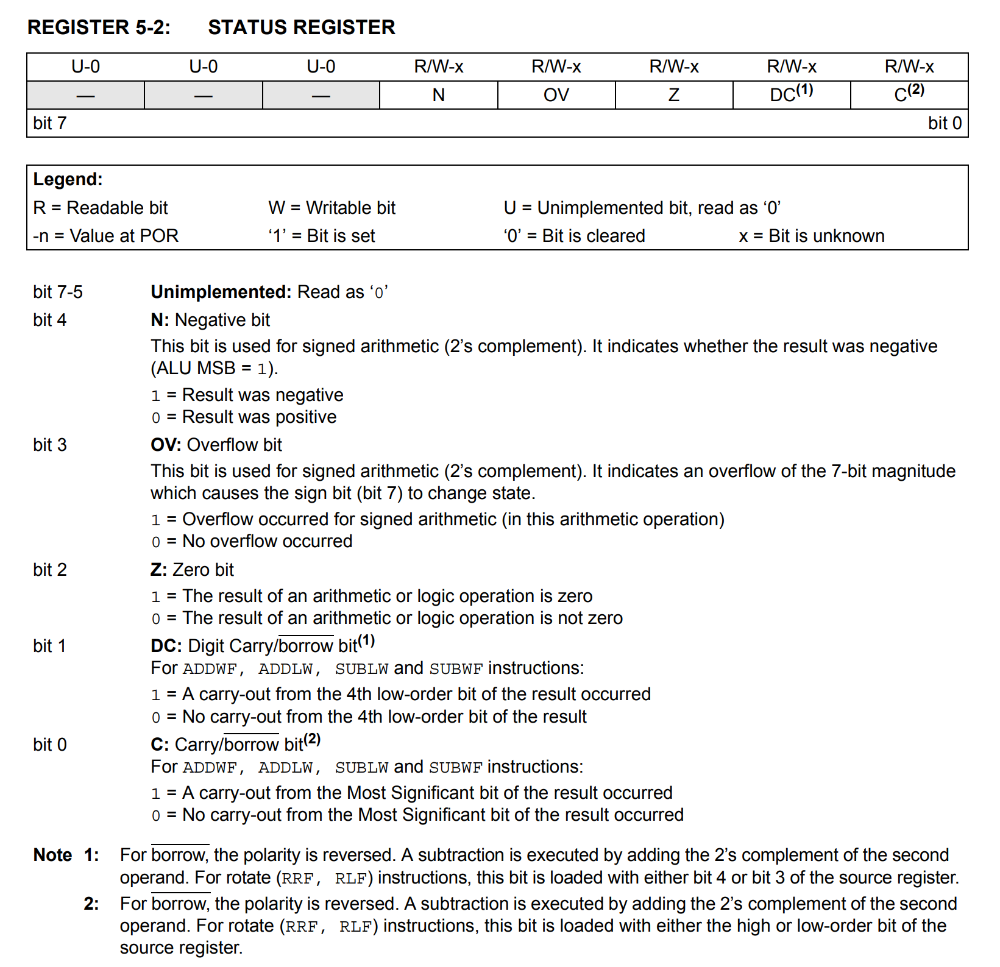 REGISTER 5-2: STATUS REGISTER
U-0 U-0 U-0 R/W-x R/W-x R/W-x R/W-x R/W-x
— — — N OV Z DC(1) C(2)
bit 7 bit 0
Legend:
R = Readable bit W = Writable bit U = Unimplemented bit, read as ‘0’
-n = Value at POR ‘1’ = Bit is set ‘0’ = Bit is cleared x = Bit is unknown
bit 7-5 Unimplemented: Read as ‘0’
bit 4 N: Negative bit
This bit is used for signed arithmetic (2’s complement). It indicates whether the result was negative
(ALU MSB = 1).
1 = Result was negative
0 = Result was positive
bit 3 OV: Overflow bit
This bit is used for signed arithmetic (2’s complement). It indicates an overflow of the 7-bit magnitude
which causes the sign bit (bit 7) to change state.
1 = Overflow occurred for signed arithmetic (in this arithmetic operation)
0 = No overflow occurred
bit 2 Z: Zero bit
1 = The result of an arithmetic or logic operation is zero
0 = The result of an arithmetic or logic operation is not zero
bit 1 DC: Digit Carry/borrow bit(1)
For ADDWF, ADDLW, SUBLW and SUBWF instructions:
1 = A carry-out from the 4th low-order bit of the result occurred
0 = No carry-out from the 4th low-order bit of the result
bit 0 C: Carry/borrow bit(2)
For ADDWF, ADDLW, SUBLW and SUBWF instructions:
1 = A carry-out from the Most Significant bit of the result occurred
0 = No carry-out from the Most Significant bit of the result occurred
Note 1: For borrow, the polarity is reversed. A subtraction is executed by adding the 2’s complement of the second
operand. For rotate (RRF, RLF) instructions, this bit is loaded with either bit 4 or bit 3 of the source register.
2: For borrow, the polarity is reversed. A subtraction is executed by adding the 2’s complement of the second
operand. For rotate (RRF, RLF) instructions, this bit is loaded with either the high or low-order bit of the
source register.